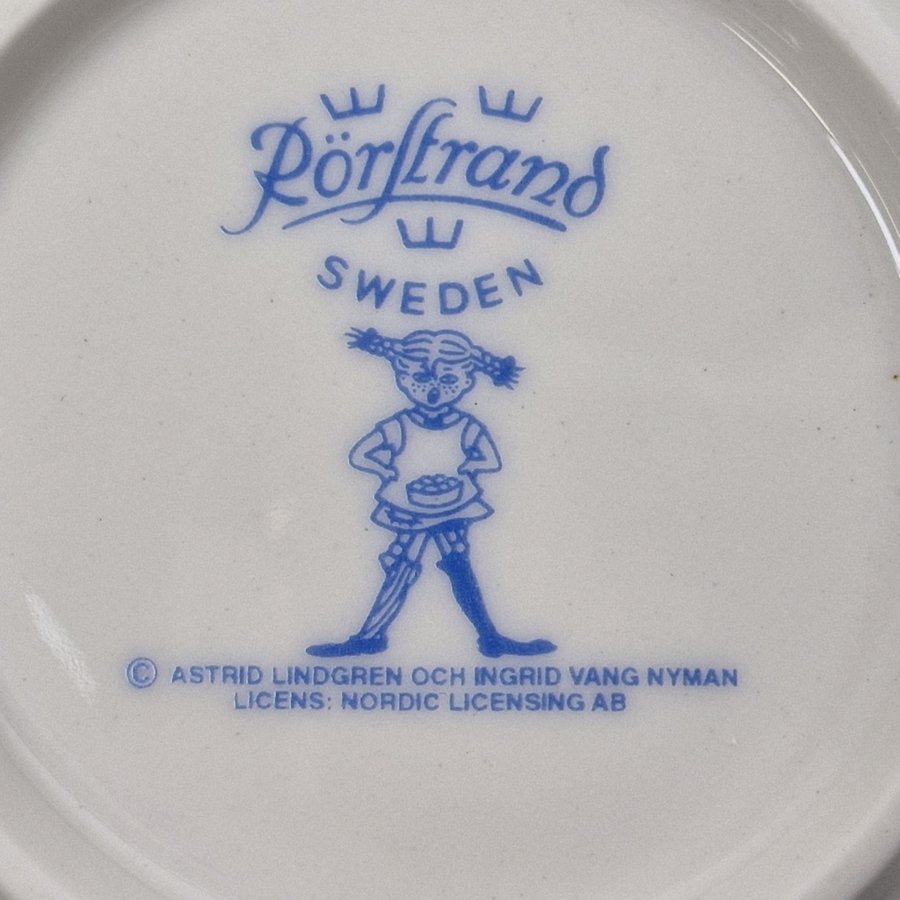 Rörstrand
SWEDEN
© ASTRID LINDGREN OCH INGRID VANG NYMAN
LICENS: NORDIC LICENSING AB